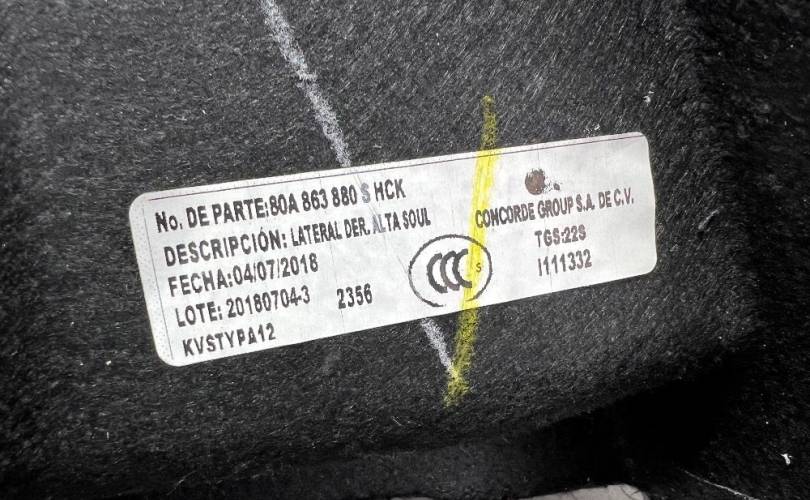 No. DE PARTE:80A 863 880 S HCK
DESCRIPCIÓN: LATERAL DER. ALTA SOUL
FECHA:04/07/2018
LOTE: 20180704-3 2356
KVSTYPA12
CCC S
CONCORDE GROUP S.A. DE C.V.
TGS:22S
I111332